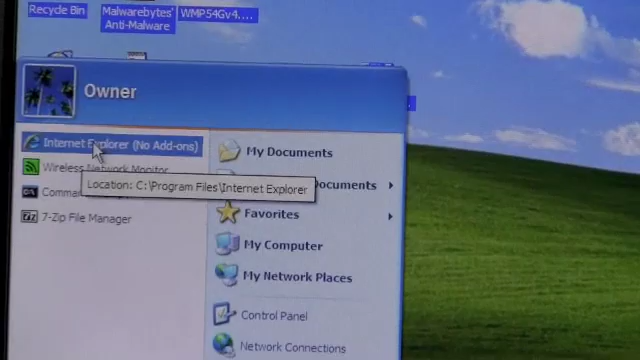 Recycle Bin
Malwarebytes'
Anti-Malware
WMP54Gv4....
Owner
Internet Explorer (No Add-ons)
Wireless Network Monitor
Location: C:\Program Files\Internet Explorer
7-Zip File Manager
My Documents
Documents
Favorites
My Computer
My Network Places
Control Panel
Network Connections